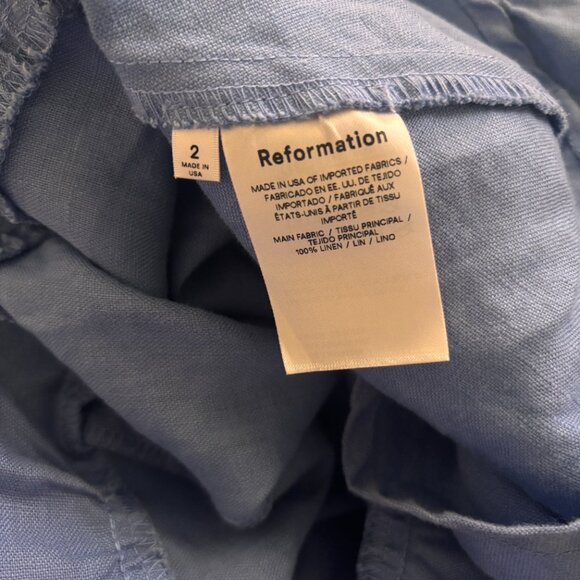 2
MADE IN
USA
Reformation
MADE IN USA OF IMPORTED FABRICS /
FABRICADO EN EE. UU. DE TEJIDO
IMPORTADO / FABRIQUÉ AUX
ÉTATS-UNIS À PARTIR DE TISSU
IMPORTÉ
MAIN FABRIC / TISSU PRINCIPAL /
TEJIDO PRINCIPAL
100% LINEN / LIN / LINO